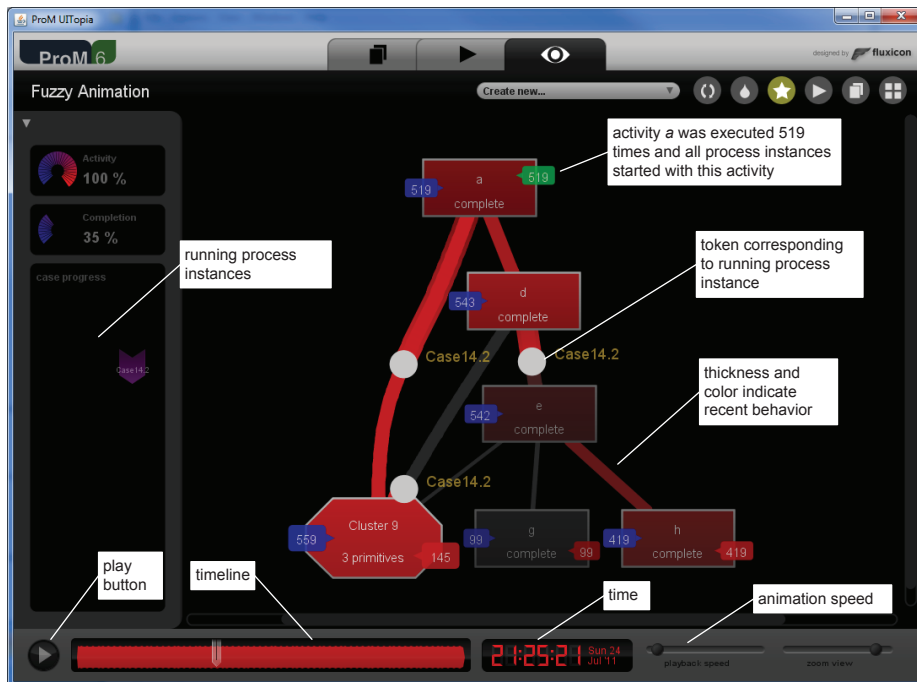 ProM UITopia
ProM 6
designed by fluxicon
Fuzzy Animation
Create new...
Activity
100 %
Completion
35 %
case progress
Case14.2
running process
instances
519
a
complete
519
activity a was executed 519
times and all process instances
started with this activity
543
d
complete
token corresponding
to running process
instance
Case14.2
Case14.2
542
e
complete
thickness and
color indicate
recent behavior
Case14.2
559
Cluster 9
3 primitives
145
99
g
complete
99
419
h
complete
419
play
button
timeline
time
animation speed
21:25:21
Sun 24
Jul '11
playback speed
zoom view